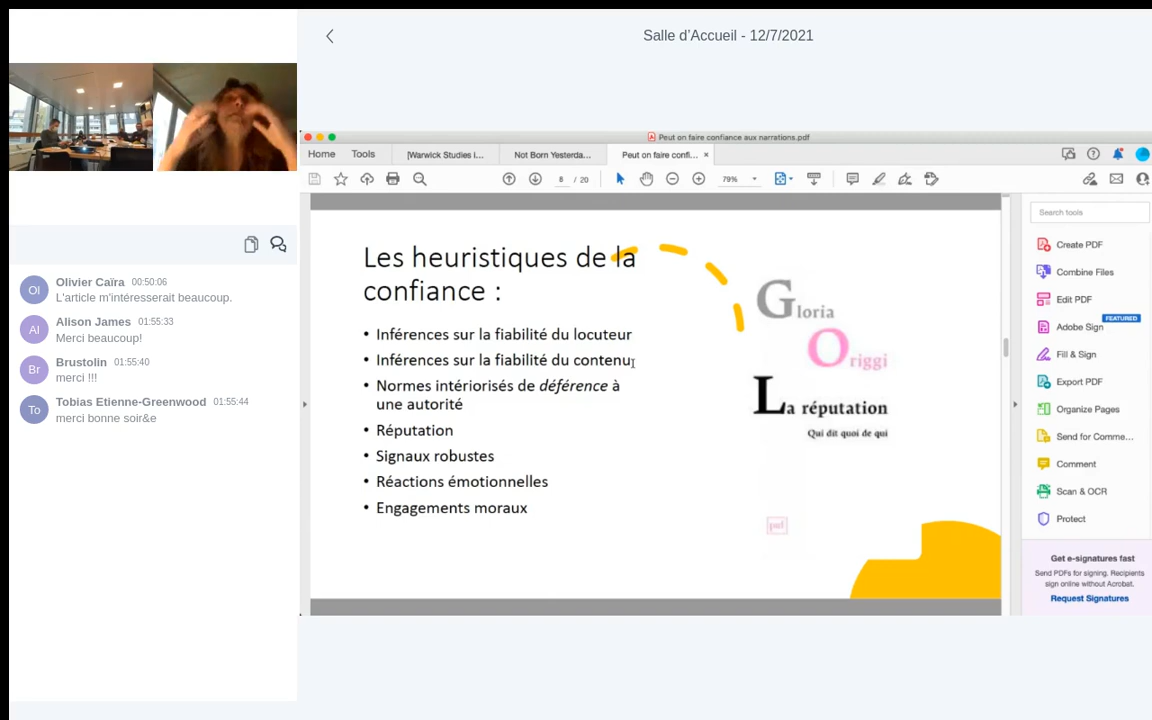 Salle d'Accueil - 12/7/2021
Peut on faire confiance aux narrations.pdf
Home
Tools
[Warwick Studies i...
Not Born Yesterda...
Peut on faire confi...
×
8 / 20
79%
Les heuristiques de la
confiance :
• Inférences sur la fiabilité du locuteur
• Inférences sur la fiabilité du contenu
• Normes intériorisés de déférence à
une autorité
• Réputation
• Signaux robustes
• Réactions émotionnelles
• Engagements moraux
Gloria
Origgi
La réputation
Qui dit quoi de qui
puf
Search tools
Create PDF
Combine Files
Edit PDF
FEATURED
Adobe Sign
Fill & Sign
Export PDF
Organize Pages
Send for Comme...
Comment
Scan & OCR
Protect
Get e-signatures fast
Send PDFs for signing. Recipients
sign online without Acrobat.
Request Signatures
Ol
Olivier Caïra 00:50:06
L'article m'intéresserait beaucoup.
Al
Alison James 01:55:33
Merci beaucoup!
Br
Brustolin 01:55:40
merci !!!
To
Tobias Etienne-Greenwood 01:55:44
merci bonne soir&e